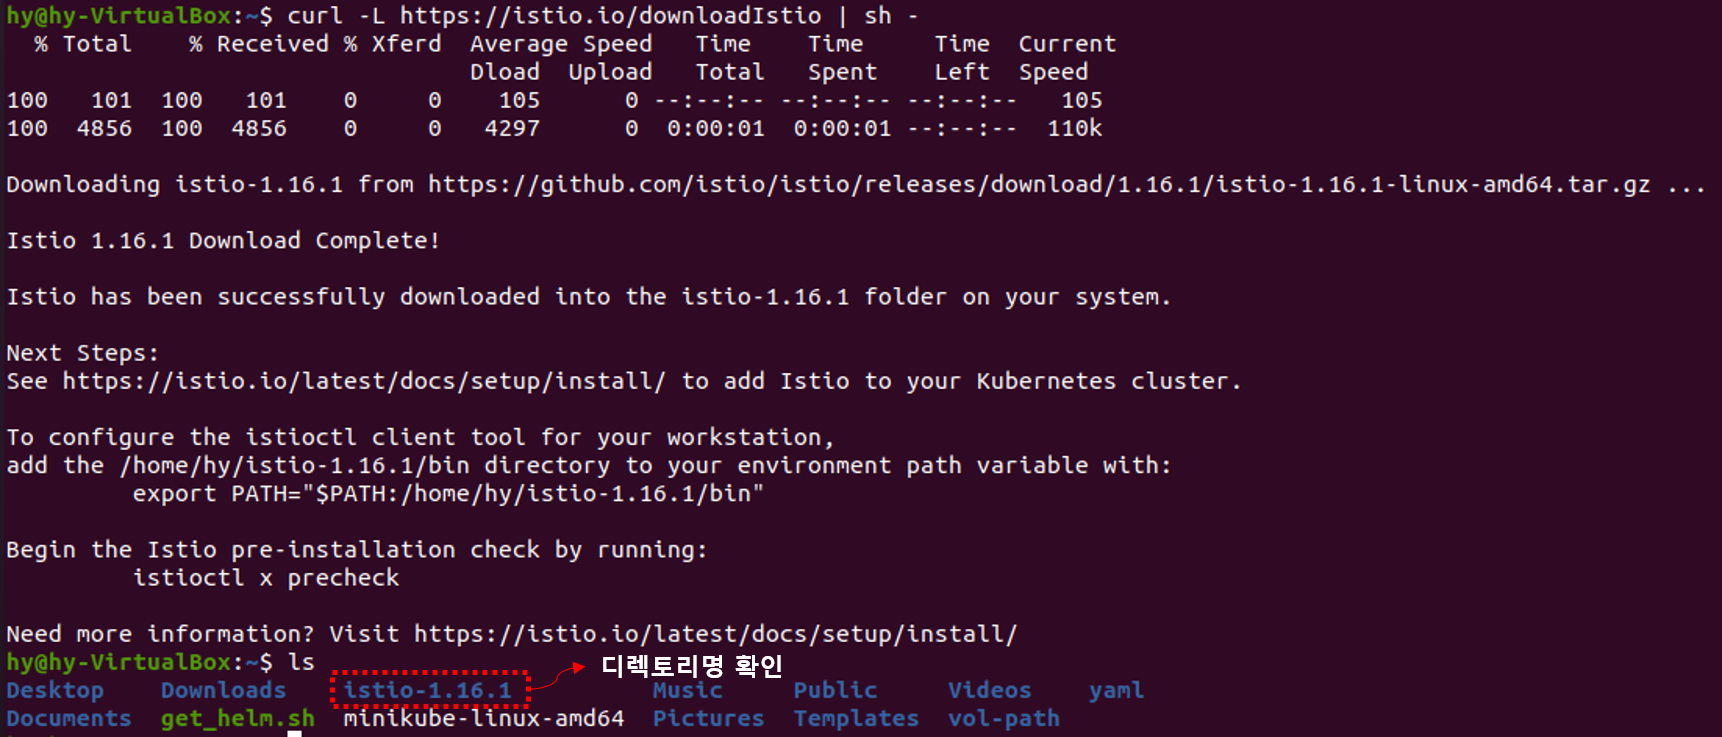 hy@hy-VirtualBox:~$ curl -L https://istio.io/downloadIstio | sh -
% Total % Received % Xferd Average Speed Time Time Time Current
Dload Upload Total Spent Left Speed
100 101 100 101 0 0 105 0 --:--:-- --:--:-- --:--:-- 105
100 4856 100 4856 0 0 4297 0 0:00:01 0:00:01 --:--:-- 110k
Downloading istio-1.16.1 from https://github.com/istio/istio/releases/download/1.16.1/istio-1.16.1-linux-amd64.tar.gz ...
Istio 1.16.1 Download Complete!
Istio has been successfully downloaded into the istio-1.16.1 folder on your system.
Next Steps:
See https://istio.io/latest/docs/setup/install/ to add Istio to your Kubernetes cluster.
To configure the istioctl client tool for your workstation,
add the /home/hy/istio-1.16.1/bin directory to your environment path variable with:
export PATH="$PATH:/home/hy/istio-1.16.1/bin"
Begin the Istio pre-installation check by running:
istioctl x precheck
Need more information? Visit https://istio.io/latest/docs/setup/install/
hy@hy-VirtualBox:~$ ls
디렉토리명 확인
Desktop Downloads istio-1.16.1 Music Public Videos yaml
Documents get_helm.sh minikube-linux-amd64 Pictures Templates vol-path